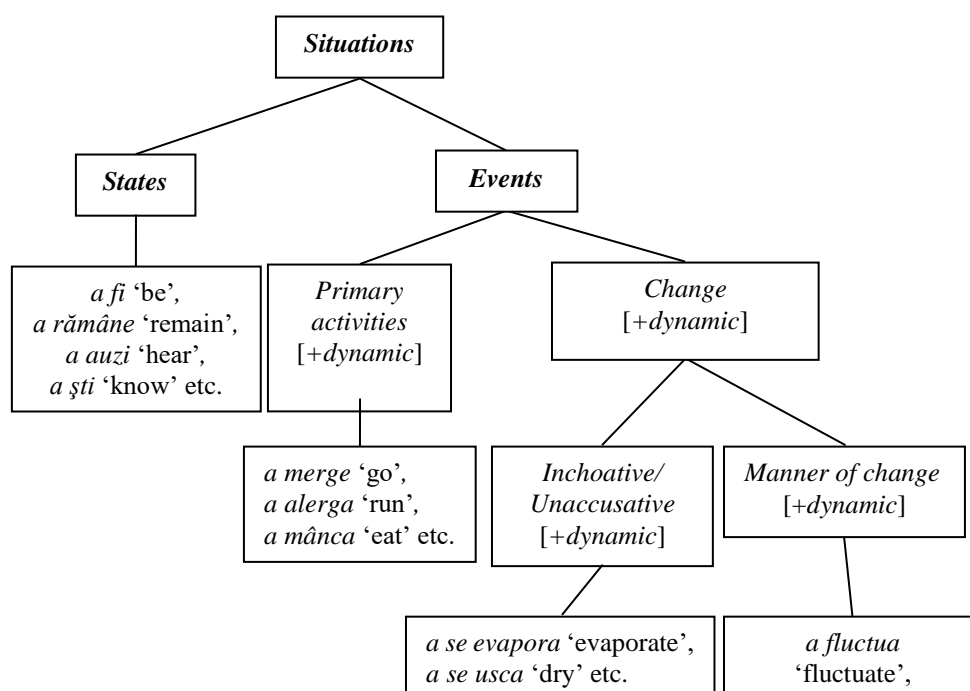 Situations
States
Events
a fi ‘be’,
a rămâne ‘remain’,
a auzi ‘hear’,
a şti ‘know’ etc.
Primary
activities
[+dynamic]
Change
[+dynamic]
a merge ‘go’,
a alerga ‘run’,
a mânca ‘eat’ etc.
Inchoative/
Unaccusative
[+dynamic]
Manner of change
[+dynamic]
a se evapora ‘evaporate’,
a se usca ‘dry’ etc.
a fluctua
‘fluctuate’,